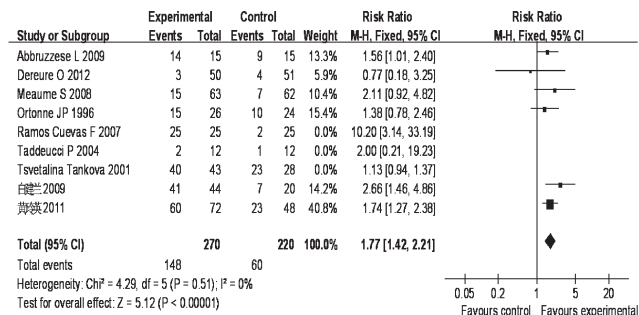 Experimental Control Risk Ratio Risk Ratio
Study or Subgroup Events Total Events Total Weight M-H, Fixed, 95% CI M-H, Fixed, 95% CI
Abbruzzese L 2009 14 15 9 15 13.3% 1.56 [1.01, 2.40]
Dereure O 2012 3 50 4 51 5.9% 0.77 [0.18, 3.25]
Meaume S 2008 15 63 7 62 11.0% 2.11 [0.92, 4.82]
Ortonne JP 1996 15 26 10 24 14.8% 1.38 [0.78, 2.46]
Ramos Cuevas F 2007 25 25 2 25 0.0% 10.20 [3.14, 33.19]
Taddeucci P 2004 2 12 1 12 0.0% 2.00 [0.21, 19.23]
Tsvetalina Tankova 2001 40 43 23 28 0.0% 1.13 [0.94, 1.37]
2009 41 44 7 20 14.2% 2.66 [1.46, 4.86]
2011 60 72 23 48 40.8% 1.74 [1.27, 2.38]
Total (95% CI) 270 220 100.0% 1.77 [1.42, 2.21]
Total events 148 60
Heterogeneity: Chi² = 4.29, df = 5 (P = 0.51); I² = 0%
Test for overall effect: Z = 5.12 (P < 0.00001)
0.05 0.2 1 5 20
Favours control Favours experimental